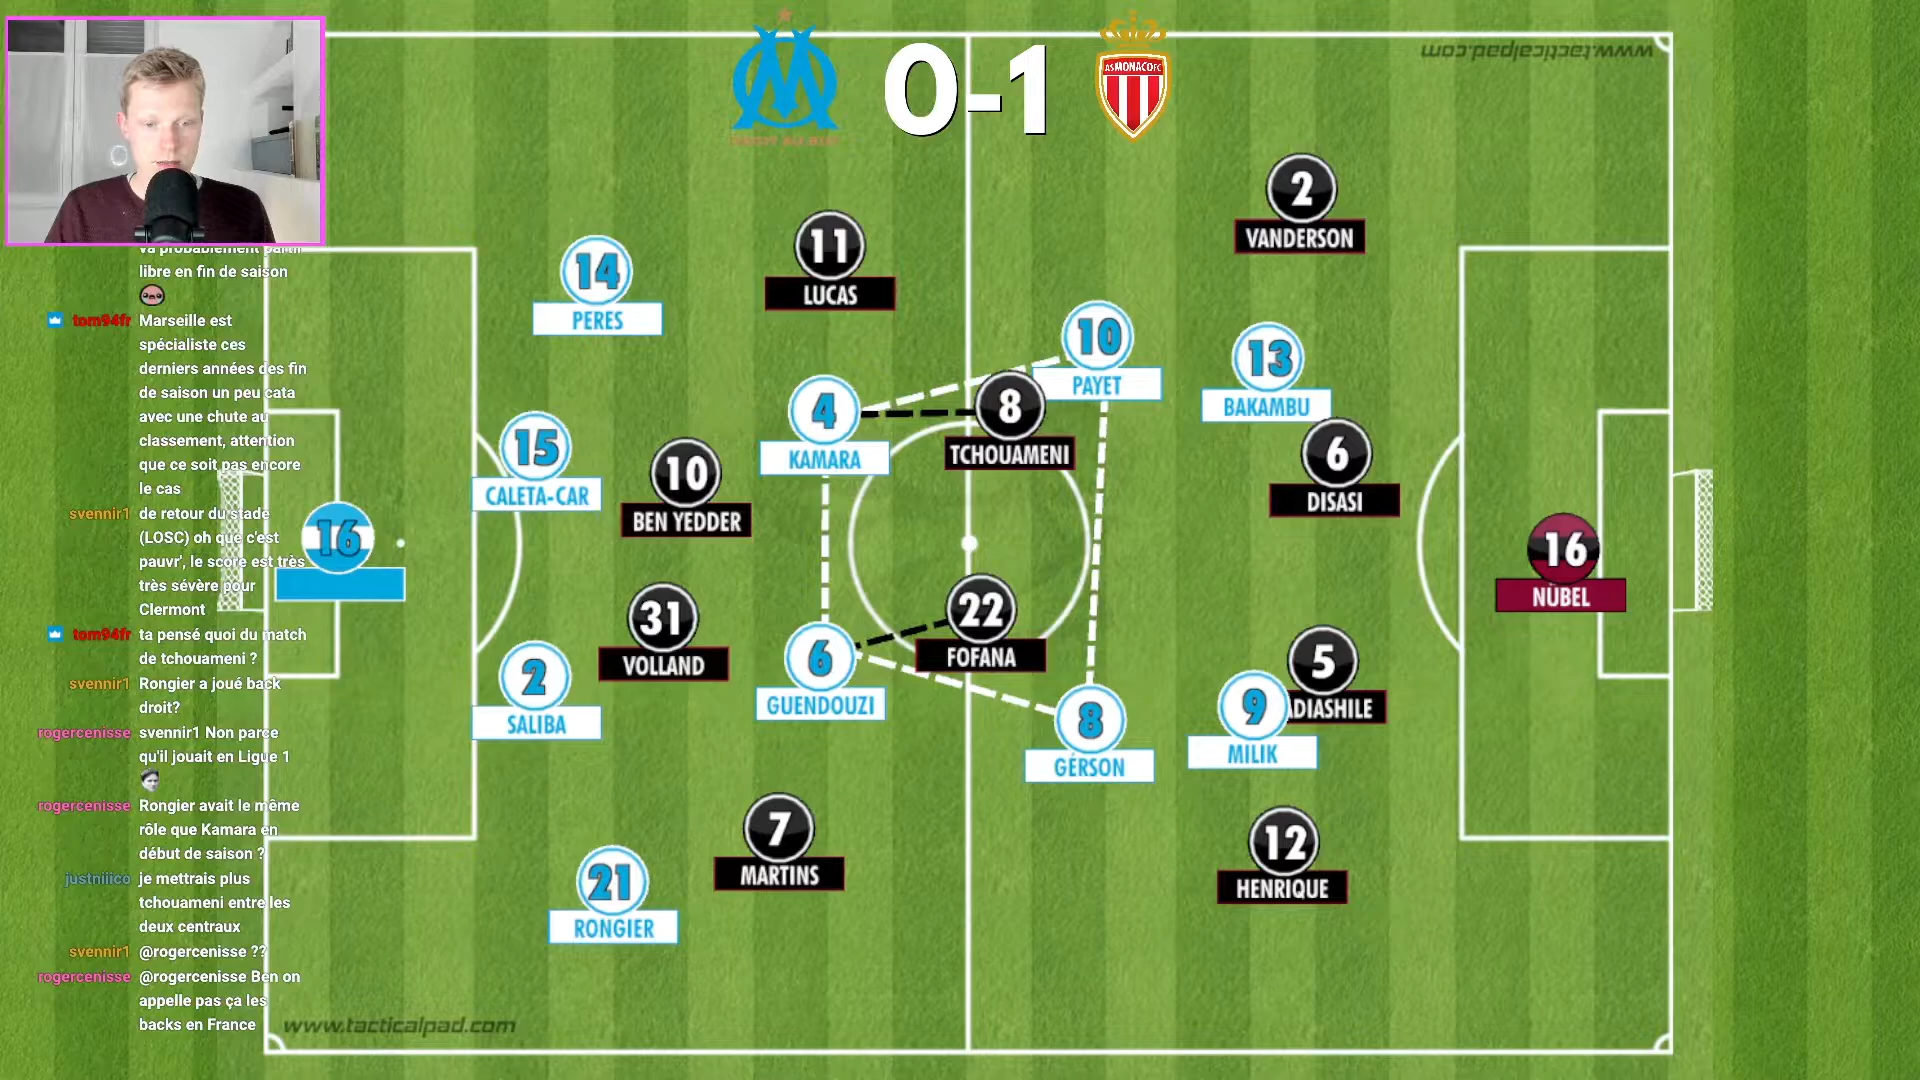 0-1
ASMONACOFC
www.tacticalpad.com
2
VANDERSON
11
LUCAS
14
PERES
10
PAYET
13
BAKAMBU
4
KAMARA
8
TCHOUAMENI
15
CALETA-CAR
10
BEN YEDDER
6
DISASI
16
16
NÜBEL
31
VOLLAND
22
FOFANA
2
SALIBA
6
GUENDOUZI
8
GÉRSON
9
MILIK
5
ADIASHILE
7
MARTINS
12
HENRIQUE
21
RONGIER
va probablement partir
libre en fin de saison
tom94fr Marseille est
spécialiste ces
derniers années des fin
de saison un peu cata
avec une chute au
classement, attention
que ce soit pas encore
le cas
svennir1 de retour du stade
(LOSC) oh que c'est
pauvr', le score est très
très sévère pour
Clermont
tom94fr ta pensé quoi du match
de tchouameni ?
svennir1 Rongier a joué back
droit?
rogercenisse svennir1 Non parce
qu'il jouait en Ligue 1
rogercenisse Rongier avait le même
rôle que Kamara en
début de saison ?
justniiico je mettrais plus
tchouameni entre les
deux centraux
svennir1 @rogercenisse ??
rogercenisse @rogercenisse Ben on
appelle pas ça les
backs en France
www.tacticalpad.com